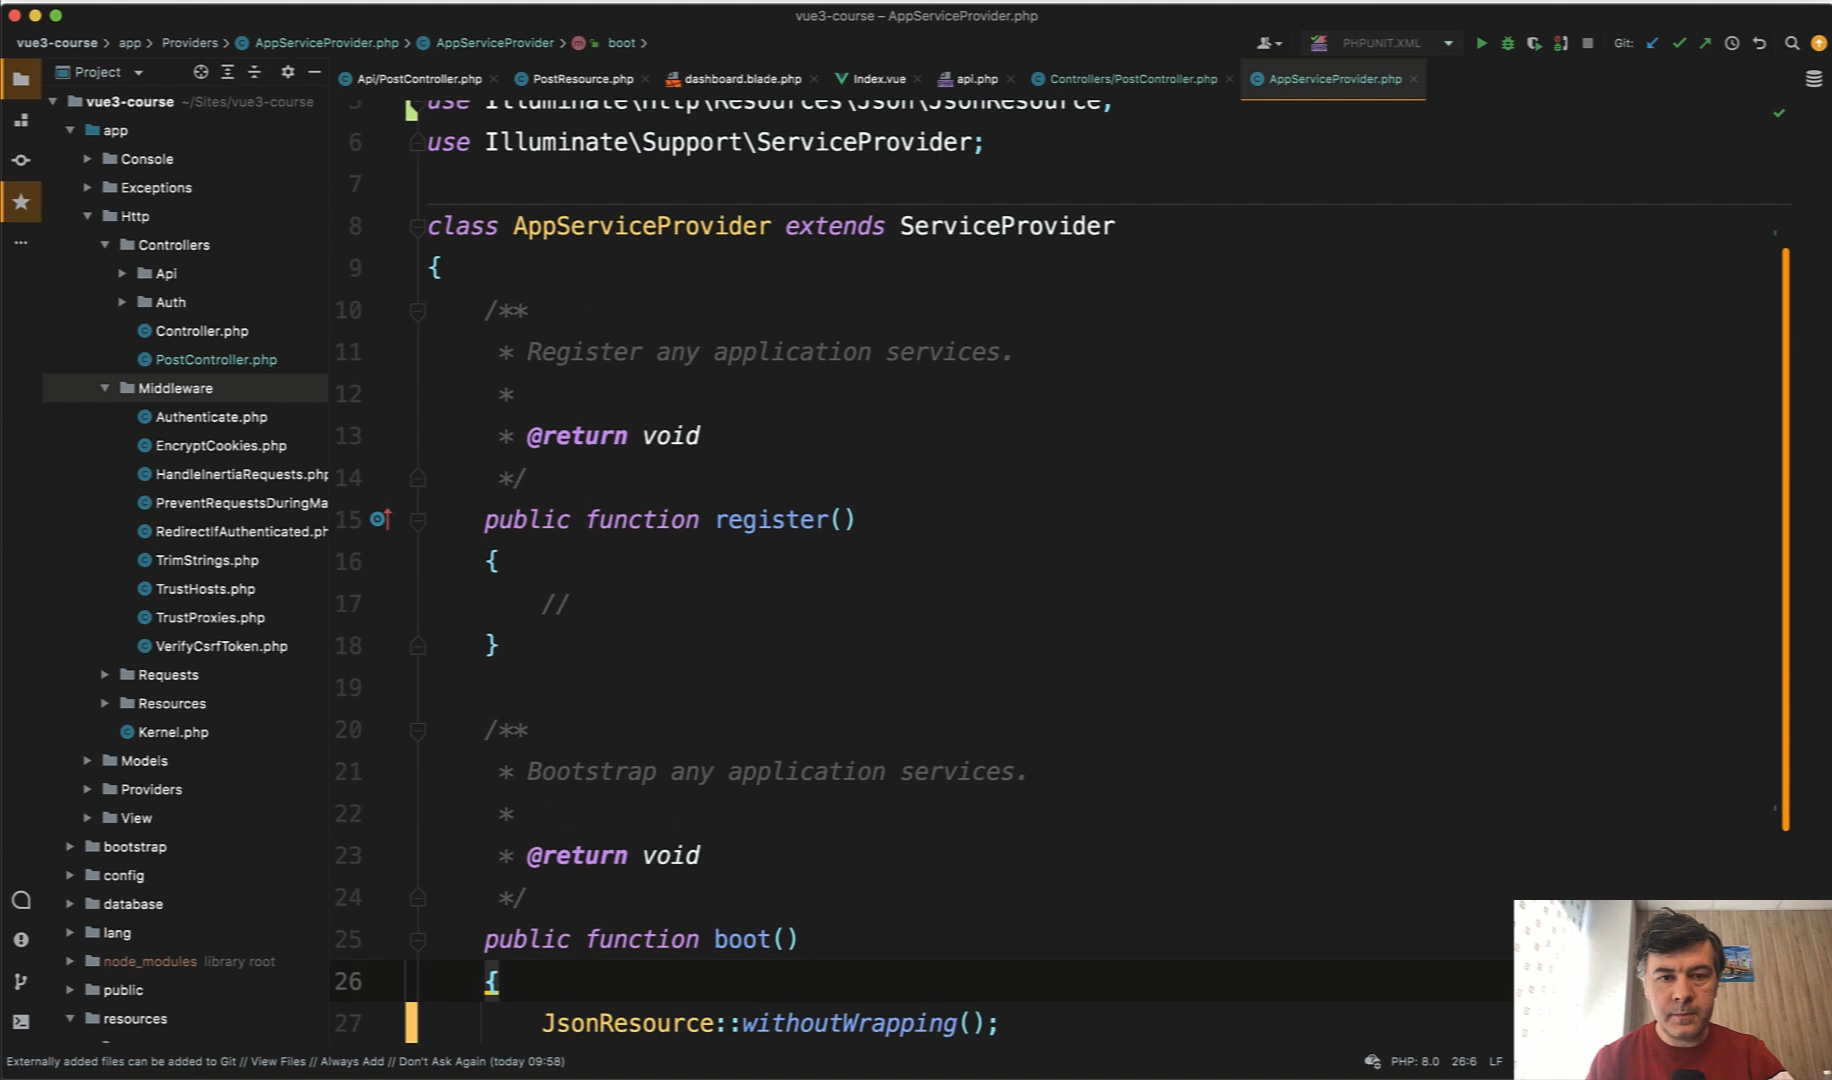 vue3-course – AppServiceProvider.php
vue3-course > app > Providers > AppServiceProvider.php > AppServiceProvider > boot >
PHPUNIT.XML
Git:
Project
Api/PostController.php
PostResource.php
dashboard.blade.php
Index.vue
api.php
Controllers/PostController.php
AppServiceProvider.php
vue3-course ~/Sites/vue3-course
app
Console
Exceptions
Http
Controllers
Api
Auth
Controller.php
PostController.php
Middleware
Authenticate.php
EncryptCookies.php
HandleInertiaRequests.php
PreventRequestsDuringMa
RedirectIfAuthenticated.ph
TrimStrings.php
TrustHosts.php
TrustProxies.php
VerifyCsrfToken.php
Requests
Resources
Kernel.php
Models
Providers
View
bootstrap
config
database
lang
node_modules library root
public
resources
5 use Illuminate\Http\Resources\Json\JsonResource;
6 use Illuminate\Support\ServiceProvider;
7
8 class AppServiceProvider extends ServiceProvider
9 {
10 /**
11 * Register any application services.
12 *
13 * @return void
14 */
15 public function register()
16 {
17 //
18 }
19
20 /**
21 * Bootstrap any application services.
22 *
23 * @return void
24 */
25 public function boot()
26 {
27 JsonResource::withoutWrapping();
Externally added files can be added to Git // View Files // Always Add // Don't Ask Again (today 09:58)
PHP: 8.0 26:6 LF